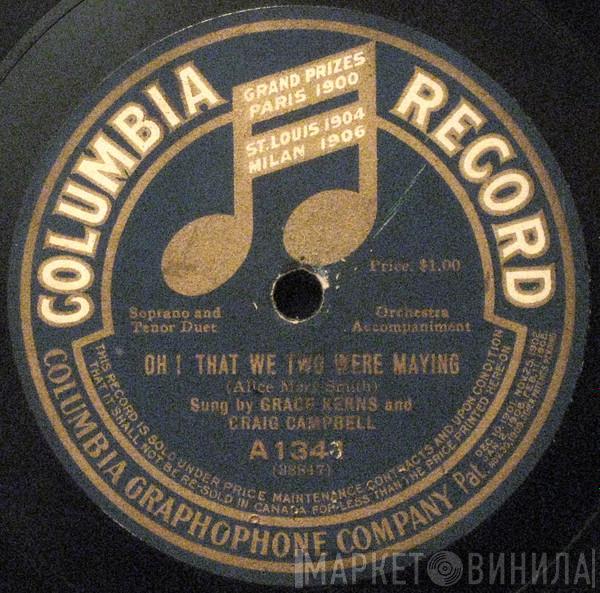 COLUMBIA RECORD
GRAND PRIZES
PARIS 1900
ST. LOUIS 1904
MILAN 1906
Price, $1.00
Soprano and
Tenor Duet
Orchestra
Accompaniment
OH! THAT WE TWO WERE MAYING
(Alice Mary Smith)
Sung by GRACE KERNS and
CRAIG CAMPBELL
(38847)
THIS RECORD IS SOLD UNDER PRICE MAINTENANCE CONTRACTS AND UPON CONDITION
THAT IT SHALL NOT BE RE-SOLD IN CANADA FOR LESS THAN THE PRICE PRINTED HEREON
COLUMBIA GRAPHOPHONE COMPANY Pat.
МАРКЕТ ВИНИЛА